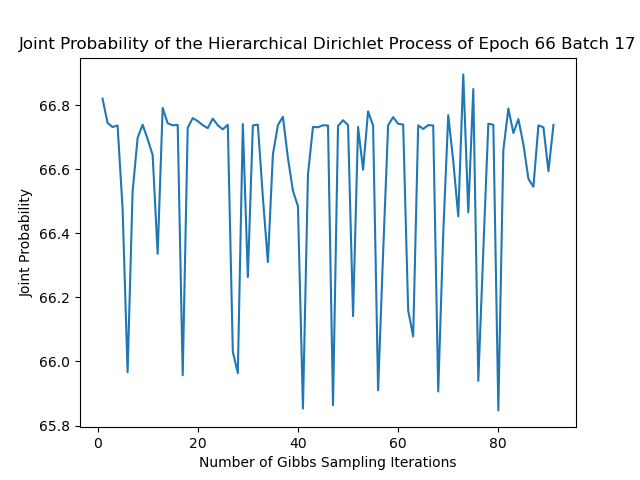 Joint Probability of the Hierarchical Dirichlet Process of Epoch 66 Batch 17
Joint Probability
66.8
66.6
66.4
66.2
66.0
65.8
0 20 40 60 80
Number of Gibbs Sampling Iterations